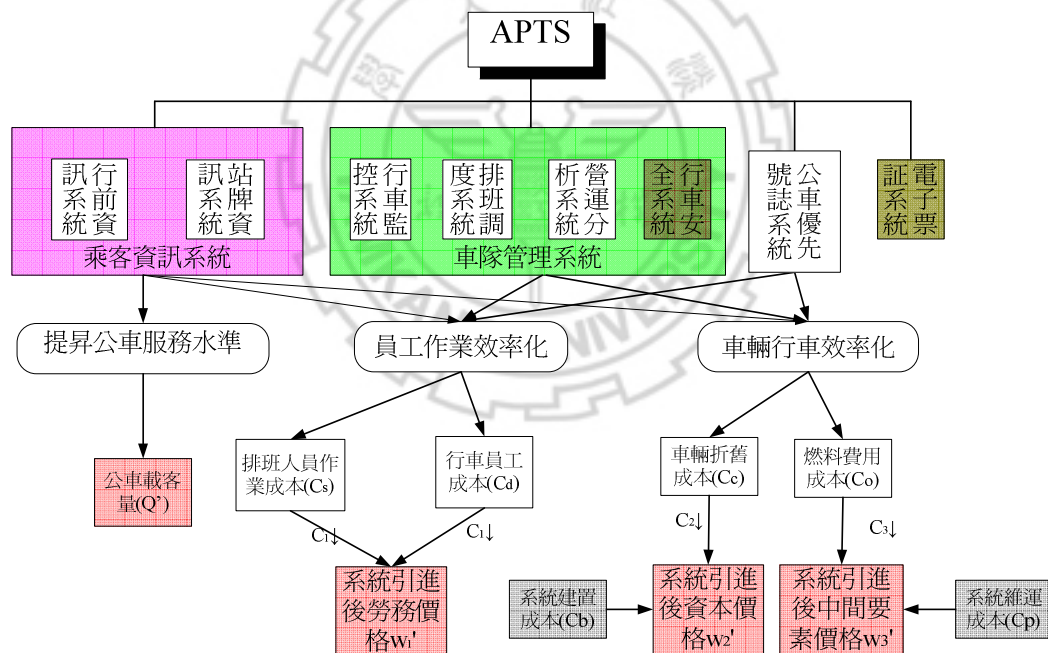 APTS
行前資
訊系統
站牌資
訊系統
乘客資訊系統
行車監
控系統
排班調
度系統
營運分
析系統
行車安
全系統
車隊管理系統
公車優先
號誌系統
電子票
証系統
提昇公車服務水準
員工作業效率化
車輛行車效率化
公車載客
量(Q’)
排班人員作
業成本(Cs)
行車員工
成本(Cd)
車輛折舊
成本(Cc)
燃料費用
成本(Co)
C₁↓
C₁↓
C₂↓
C₃↓
系統引進
後勞務價
格w₁'
系統建置
成本(Cb)
系統引進
後資本價
格w₂'
系統引進
後中間要
素價格w₃'
系統維運
成本(Cp)